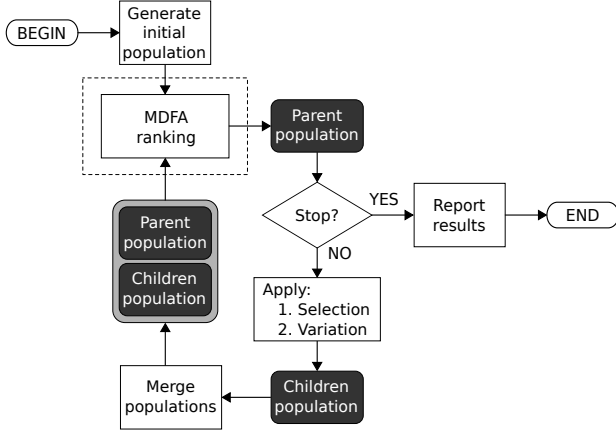 BEGIN
Generate
initial
population
MDFA
ranking
Parent
population
Stop?
YES
Report
results
END
NO
Parent
population
Children
population
Apply:
1. Selection
2. Variation
Merge
populations
Children
population